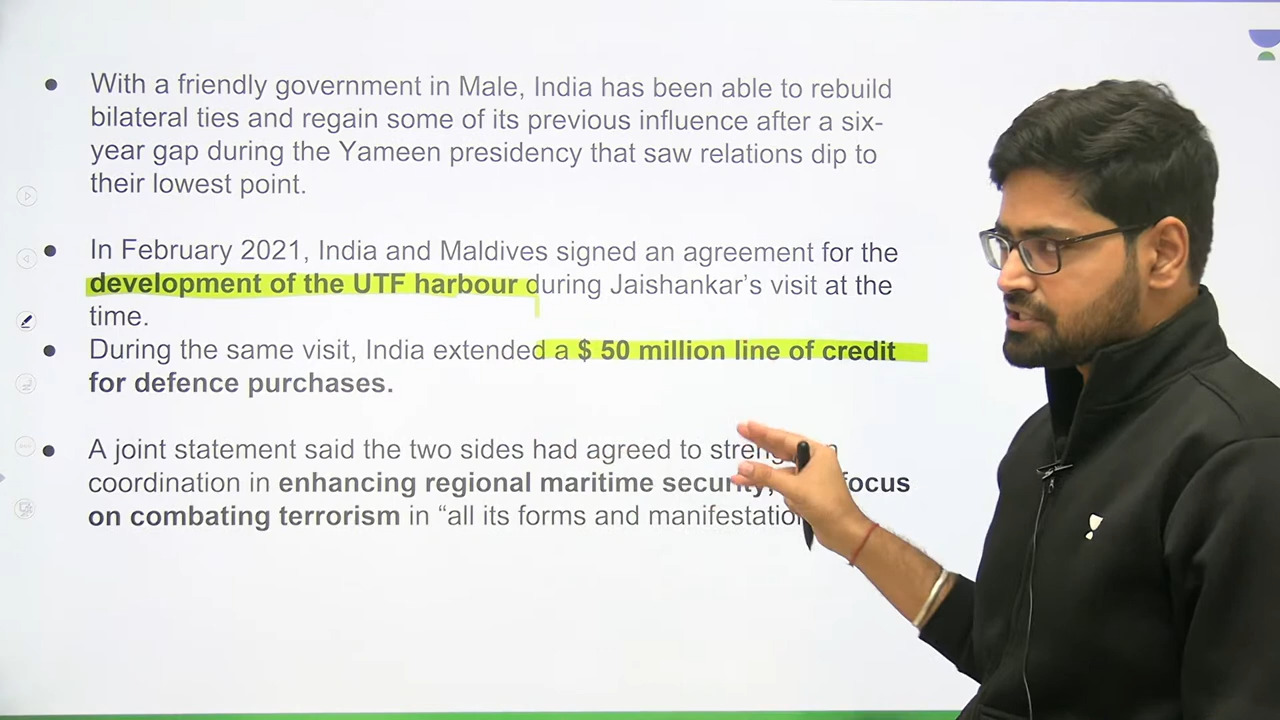 With a friendly government in Male, India has been able to rebuild
bilateral ties and regain some of its previous influence after a six-
year gap during the Yameen presidency that saw relations dip to
their lowest point.
In February 2021, India and Maldives signed an agreement for the
development of the UTF harbour during Jaishankar’s visit at the
time.
During the same visit, India extended a $ 50 million line of credit
for defence purchases.
A joint statement said the two sides had agreed to
coordination in enhancing regional maritime security, focus
on combating terrorism in “all its forms and